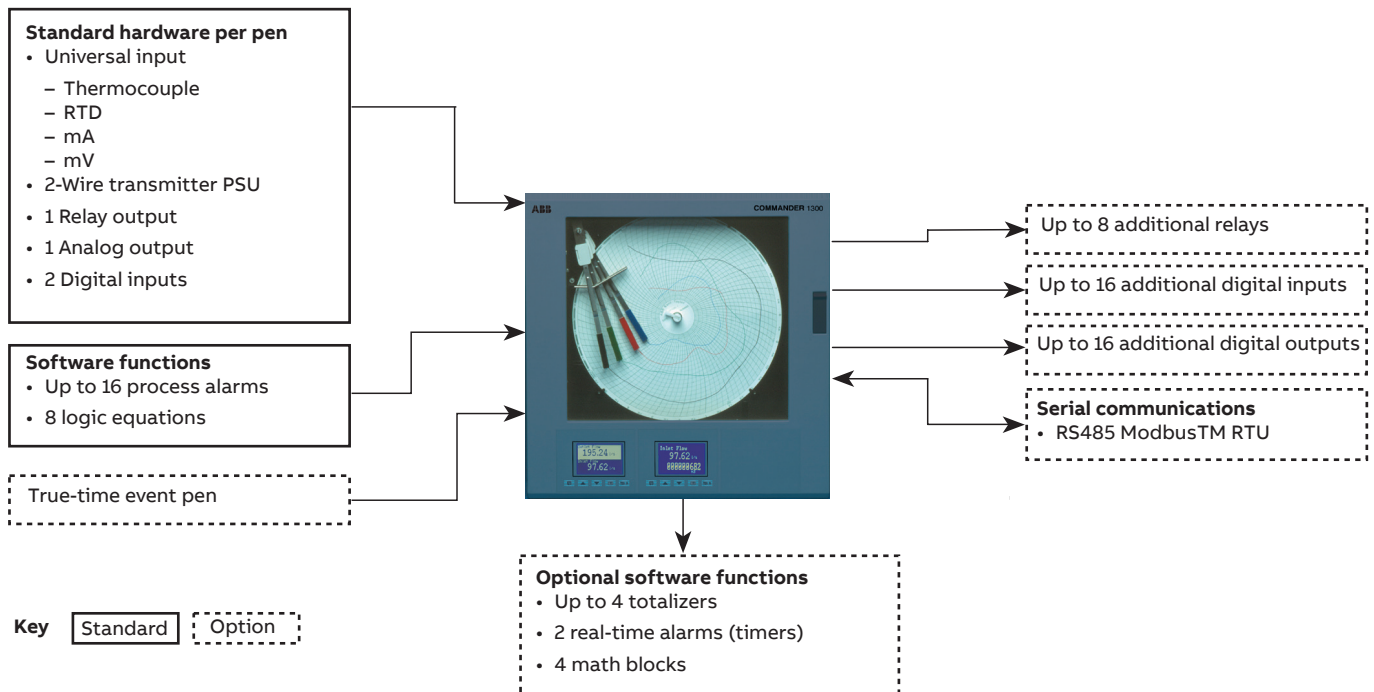 Standard hardware per pen
• Universal input
– Thermocouple
– RTD
– mA
– mV
• 2-Wire transmitter PSU
• 1 Relay output
• 1 Analog output
• 2 Digital inputs
Software functions
• Up to 16 process alarms
• 8 logic equations
True-time event pen
Key
Standard
Option
ABB
COMMANDER 1300
195.24
97.62
Inlet Flow
97.62
Up to 8 additional relays
Up to 16 additional digital inputs
Up to 16 additional digital outputs
Serial communications
• RS485 ModbusTM RTU
Optional software functions
• Up to 4 totalizers
• 2 real-time alarms (timers)
• 4 math blocks